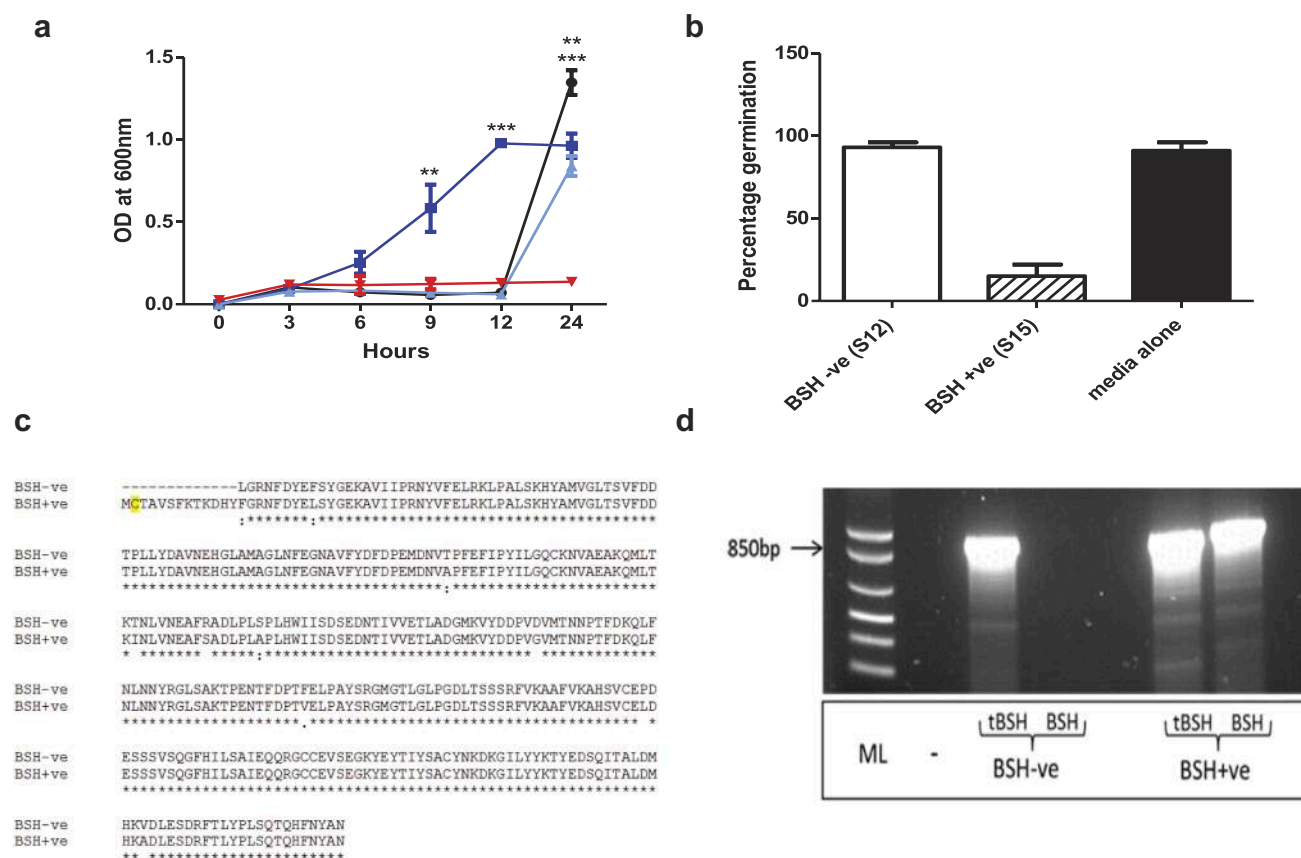 a
**
***
***
**
1.5
1.0
0.5
0.0
OD at 600nm
0 3 6 9 12 24
Hours
b
150
100
50
0
Percentage germination
BSH -ve (S12)
BSH +ve (S15)
media alone
c
BSH-ve -------------LGRNFDYEFSYGEKAVIIPRNYVFELRKLPALSKHYAMVGLTSVFDD
BSH+ve MCTAVSFKTKDHYFGRNFDYELSYGEKAVIIPRNYVFELRKLPALSKHYAMVGLTSVFDD
:*******:**************************************
BSH-ve TPLLYDAVNEHGLAMAGLNFEGNAVFYDFDPEMDNVTPFEFIPYILGQCKNVAEAKQMLT
BSH+ve TPLLYDAVNEHGLAMAGLNFEGNAVFYDFDPEMDNVAPFEFIPYILGQCKNVAEAKQMLT
************************************:***********************
BSH-ve KTNLVNEAFRADLPLSPLHWIISDSEDNTIVVETLADGMKVYDDPVDVMTNNPTFDKQLF
BSH+ve KINLVNEAFSADLPLAPLHWIISDSEDNTIVVETLADGMKVYDDPVGVMTNNPTFDKQLF
* ******* *****:****************************** *************
BSH-ve NLNNYRGLSAKTPENTFDPTFELPAYSRGMGTLGLPGDLTSSSRFVKAAFVKAHSVCEPD
BSH+ve NLNNYRGLSAKTPENTFDPTVELPAYSRGMGTLGLPGDLTSSSRFVKAAFVKAHSVCELD
********************.************************************* *
BSH-ve ESSSVSQGFHILSAIEQQRGCCEVSEGKYEYTIYSACYNKDKGILYYKTYEDSQITALDM
BSH+ve ESSSVSQGFHILSAIEQQRGCCEVSEGKYEYTIYSACYNKDKGILYYKTYEDSQITALDM
************************************************************
BSH-ve HKVDLESDRFTLYPLSQTQHFNYAN
BSH+ve HKADLESDRFTLYPLSQTQHFNYAN
** **********************
d
850bp
tBSH BSH tBSH BSH
ML - BSH-ve BSH+ve